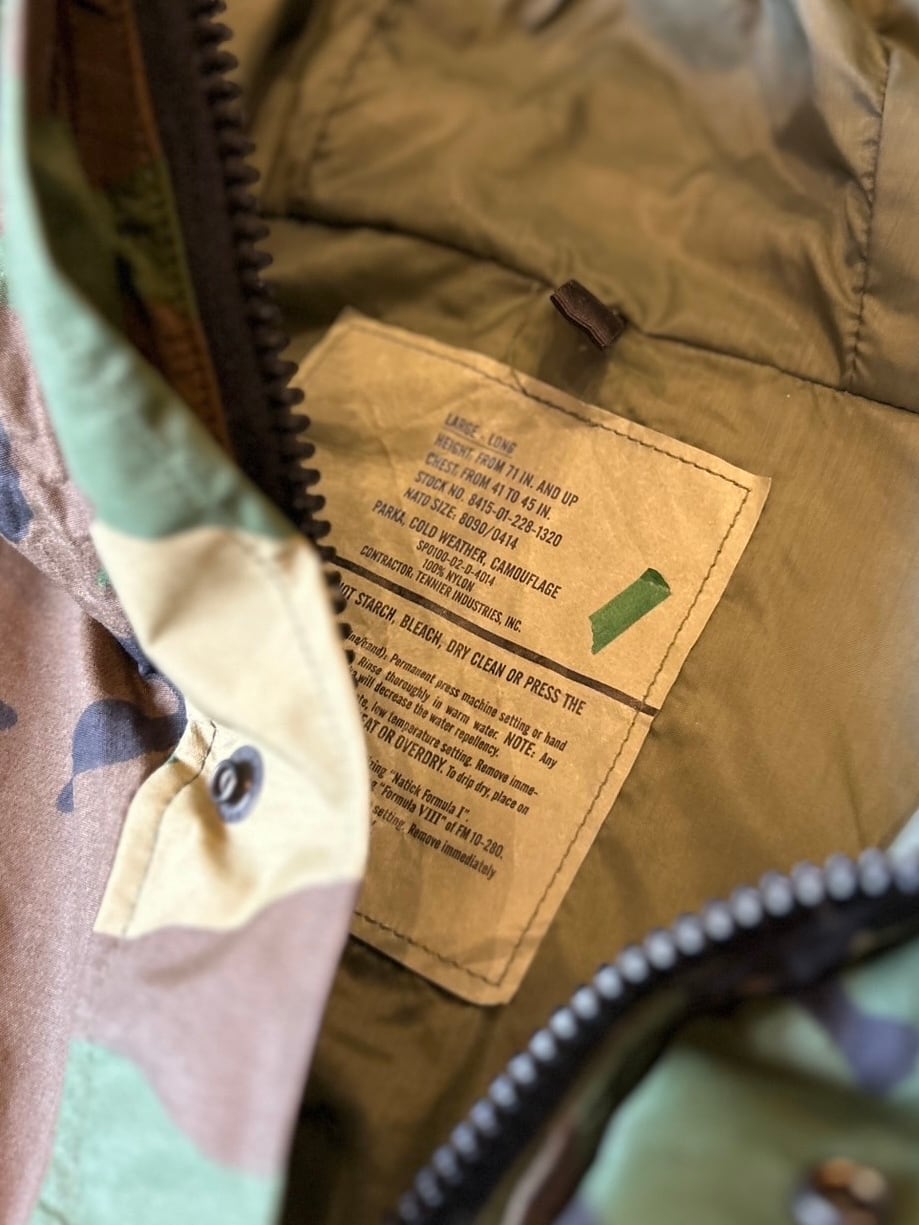 LARGE - LONG
HEIGHT: FROM 71 IN. AND UP
CHEST: FROM 41 TO 45 IN.
STOCK NO. 8415-01-228-1320
NATO SIZE: 8090/0414
PARKA, COLD WEATHER, CAMOUFLAGE
SPO100-02-D-4014
100% NYLON
CONTRACTOR, TENNIER INDUSTRIES, INC.
NOT STARCH, BLEACH, DRY CLEAN OR PRESS THE
Permanent press machine setting or hand
Rinse thoroughly in warm water. NOTE: Any
will decrease the water repellency.
low temperature setting. Remove imme-
OR OVERDRY. To drip dry, place on
"Natick Formula I".
"Formula VIII" of FM 10-280.
setting. Remove immediately